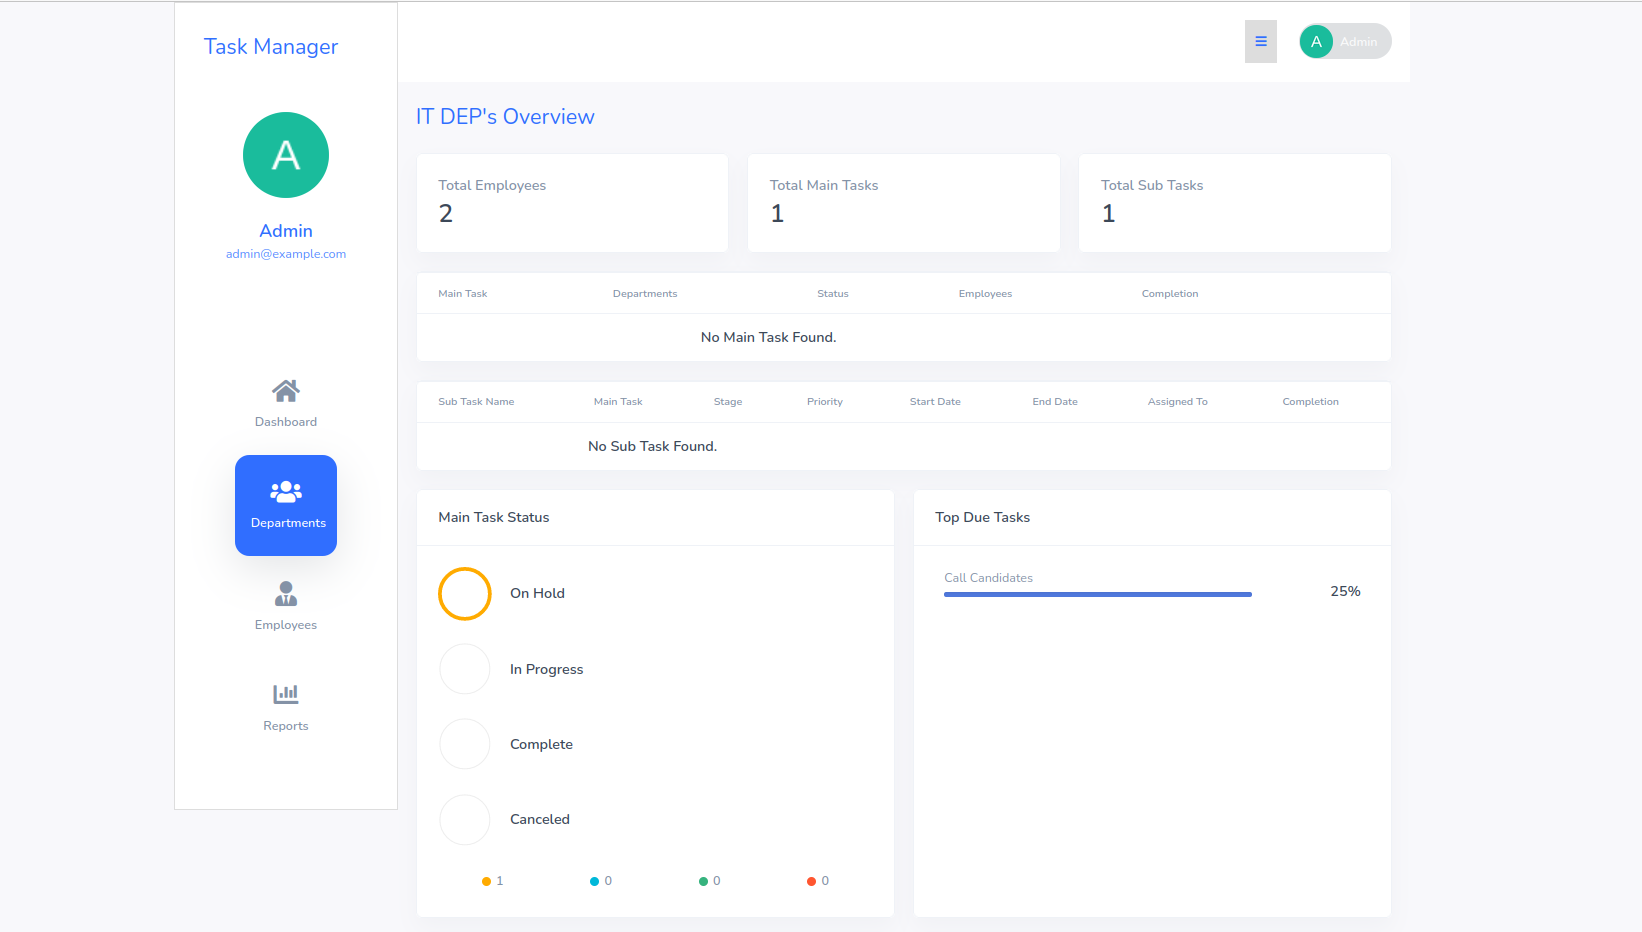 Task Manager
A Admin
A
Admin
admin@example.com
Dashboard
Departments
Employees
Reports
IT DEP's Overview
Total Employees
2
Total Main Tasks
1
Total Sub Tasks
1
Main Task Departments Status Employees Completion
No Main Task Found.
Sub Task Name Main Task Stage Priority Start Date End Date Assigned To Completion
No Sub Task Found.
Main Task Status
On Hold
In Progress
Complete
Canceled
1 0 0 0
Top Due Tasks
Call Candidates
25%